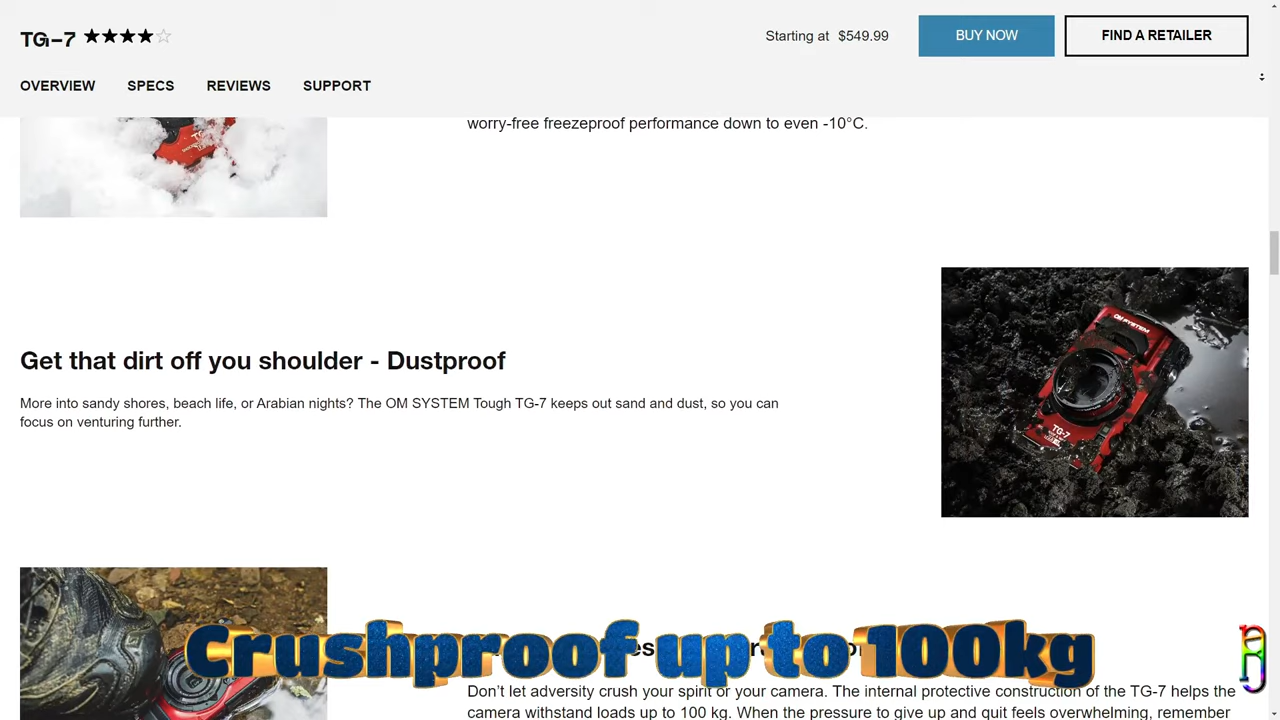 TG-7
Starting at $549.99
BUY NOW
FIND A RETAILER
OVERVIEW
SPECS
REVIEWS
SUPPORT
worry-free freezeproof performance down to even -10°C.
OM SYSTEM
TG-7
Get that dirt off you shoulder - Dustproof
More into sandy shores, beach life, or Arabian nights? The OM SYSTEM Tough TG-7 keeps out sand and dust, so you can
focus on venturing further.
Crushproof up to 100kg
Don’t let adversity crush your spirit or your camera. The internal protective construction of the TG-7 helps the
camera withstand loads up to 100 kg. When the pressure to give up and quit feels overwhelming, remember